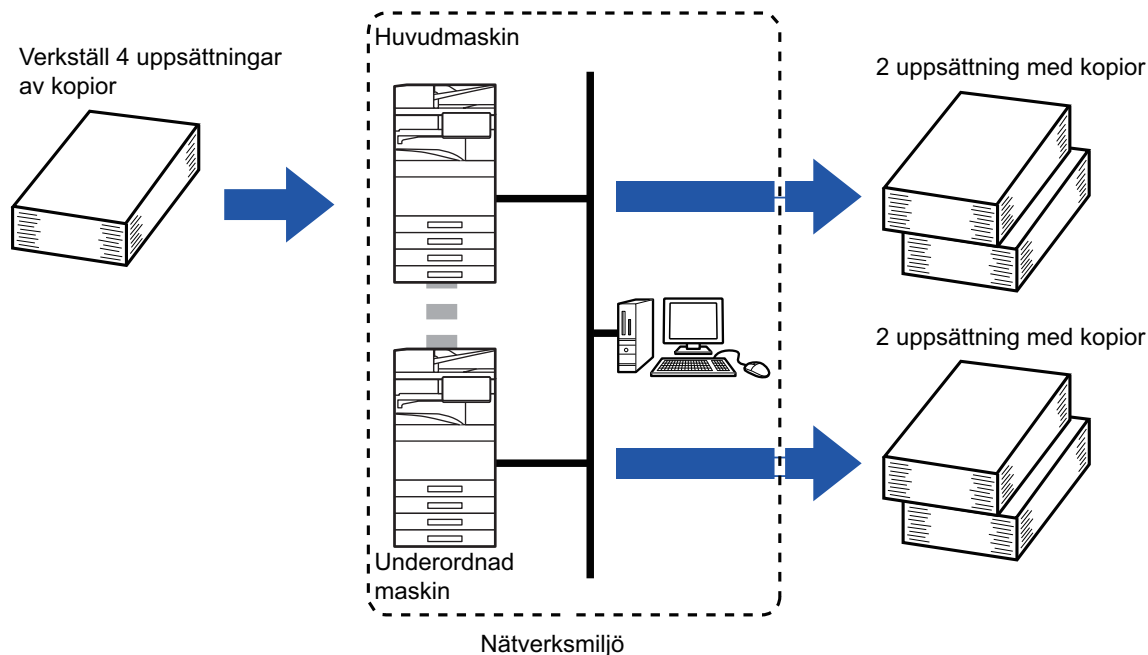 Verkställ 4 uppsättningar
av kopior
Huvudmaskin
2 uppsättning med kopior
2 uppsättning med kopior
Underordnad
maskin
Nätverksmiljö